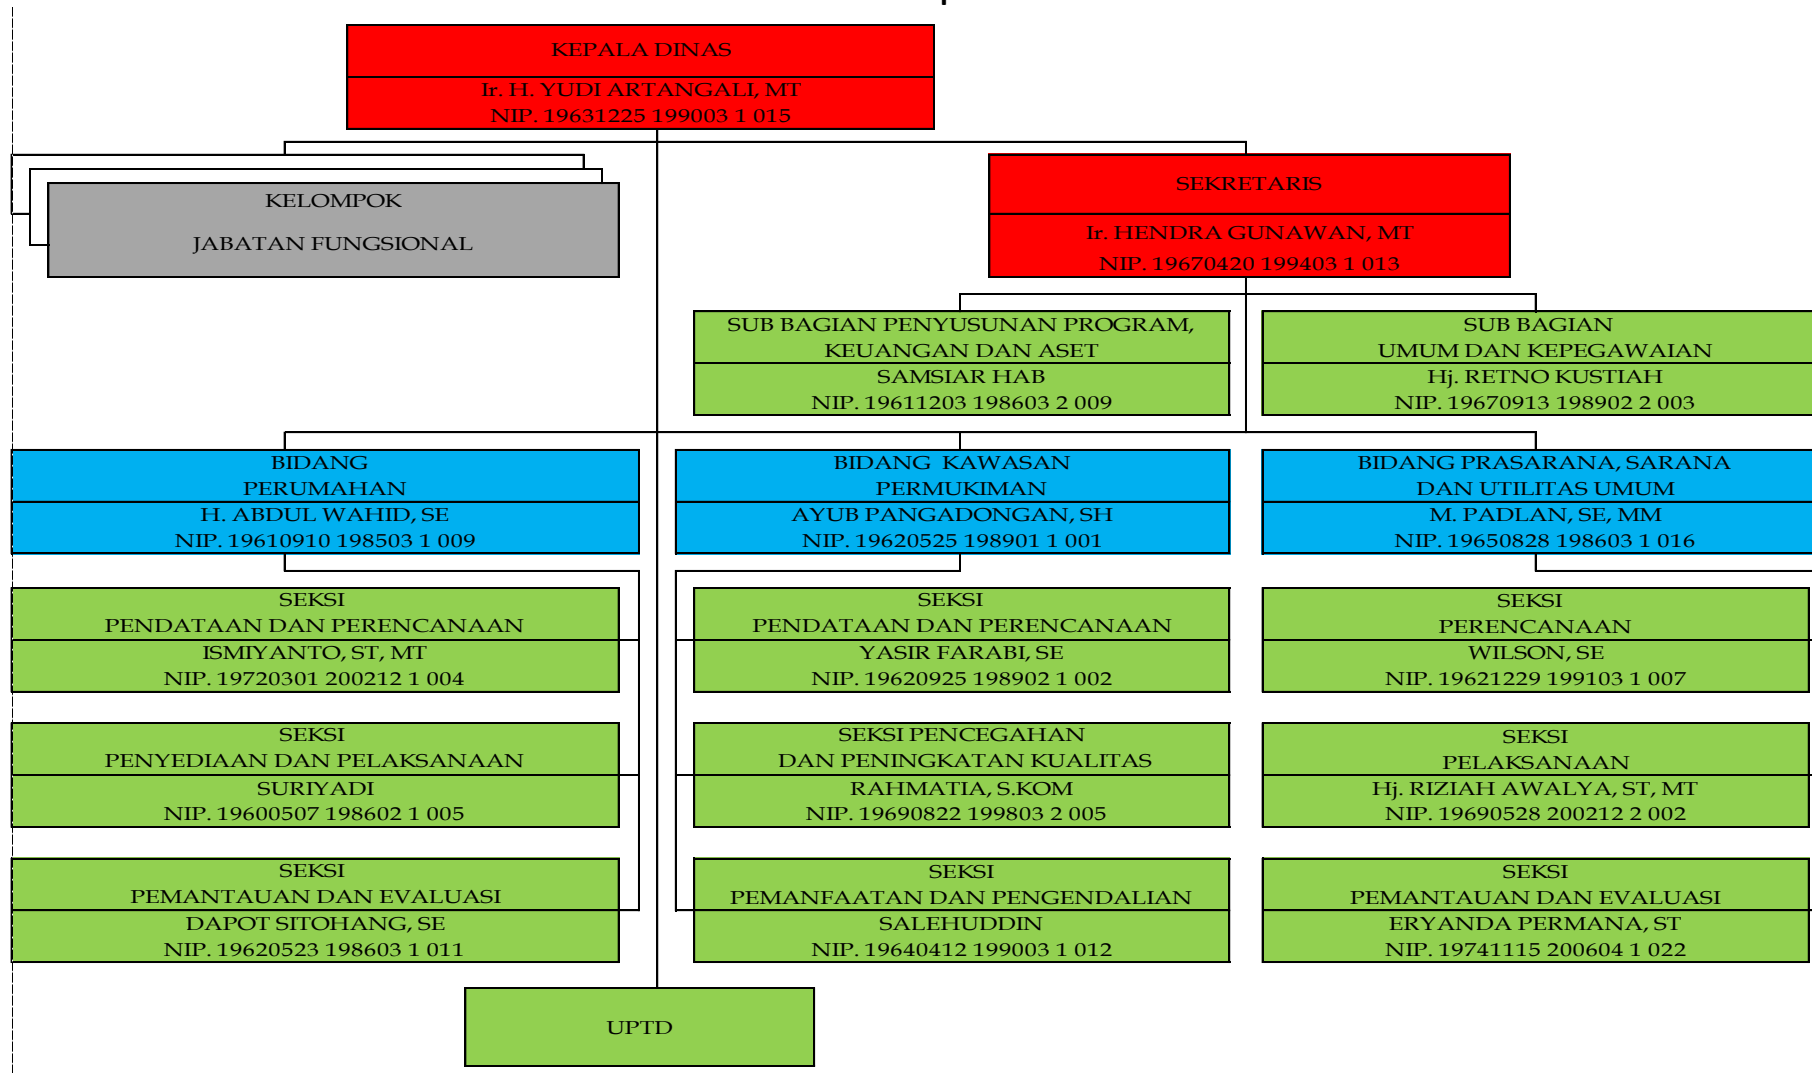 KEPALA DINAS
Ir. H. YUDI ARTANGALI, MT
NIP. 19631225 199003 1 015
KELOMPOK
JABATAN FUNGSIONAL
SEKRETARIS
Ir. HENDRA GUNAWAN, MT
NIP. 19670420 199403 1 013
SUB BAGIAN PENYUSUNAN PROGRAM,
KEUANGAN DAN ASET
SAMSIAR HAB
NIP. 19611203 198603 2 009
SUB BAGIAN
UMUM DAN KEPEGAWAIAN
Hj. RETNO KUSTIAH
NIP. 19670913 198902 2 003
BIDANG
PERUMAHAN
H. ABDUL WAHID, SE
NIP. 19610910 198503 1 009
BIDANG KAWASAN
PERMUKIMAN
AYUB PANGADONGAN, SH
NIP. 19620525 198901 1 001
BIDANG PRASARANA, SARANA
DAN UTILITAS UMUM
M. PADLAN, SE, MM
NIP. 19650828 198603 1 016
SEKSI
PENDATAAN DAN PERENCANAAN
ISMIYANTO, ST, MT
NIP. 19720301 200212 1 004
SEKSI
PENDATAAN DAN PERENCANAAN
YASIR FARABI, SE
NIP. 19620925 198902 1 002
SEKSI
PERENCANAAN
WILSON, SE
NIP. 19621229 199103 1 007
SEKSI
PENYEDIAAN DAN PELAKSANAAN
SURIYADI
NIP. 19600507 198602 1 005
SEKSI PENCEGAHAN
DAN PENINGKATAN KUALITAS
RAHMATIA, S.KOM
NIP. 19690822 199803 2 005
SEKSI
PELAKSANAAN
Hj. RIZIAH AWALYA, ST, MT
NIP. 19690528 200212 2 002
SEKSI
PEMANTAUAN DAN EVALUASI
DAPOT SITOHANG, SE
NIP. 19620523 198603 1 011
SEKSI
PEMANFAATAN DAN PENGENDALIAN
SALEHUDDIN
NIP. 19640412 199003 1 012
SEKSI
PEMANTAUAN DAN EVALUASI
ERYANDA PERMANA, ST
NIP. 19741115 200604 1 022
UPTD